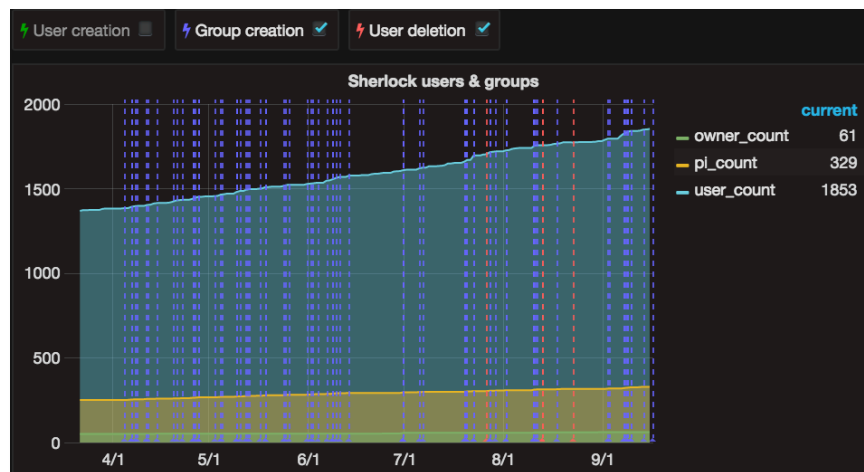 User creation Group creation User deletion
Sherlock users & groups
current
owner_count 61
pi_count 329
user_count 1853
2000
1500
1000
500
0
4/1 5/1 6/1 7/1 8/1 9/1